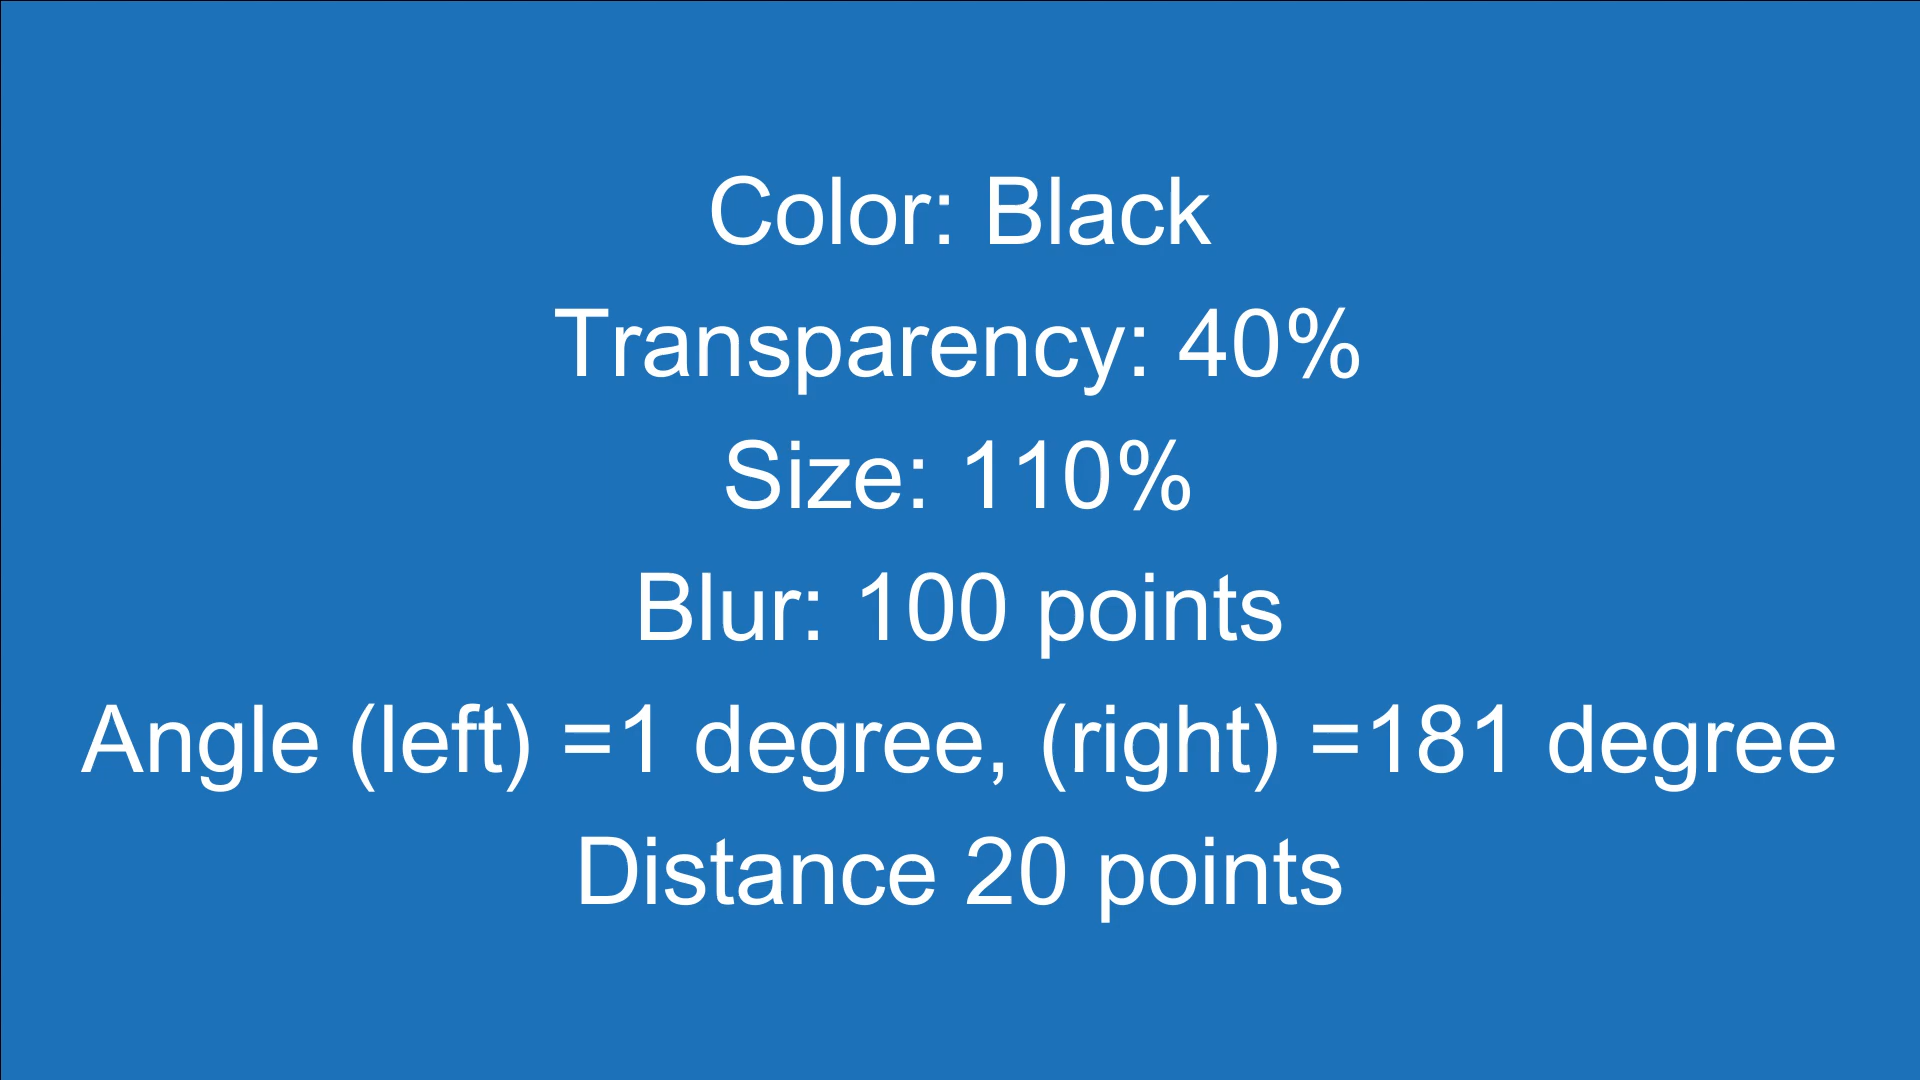 Color: Black
Transparency: 40%
Size: 110%
Blur: 100 points
Angle (left) =1 degree, (right) =181 degree
Distance 20 points